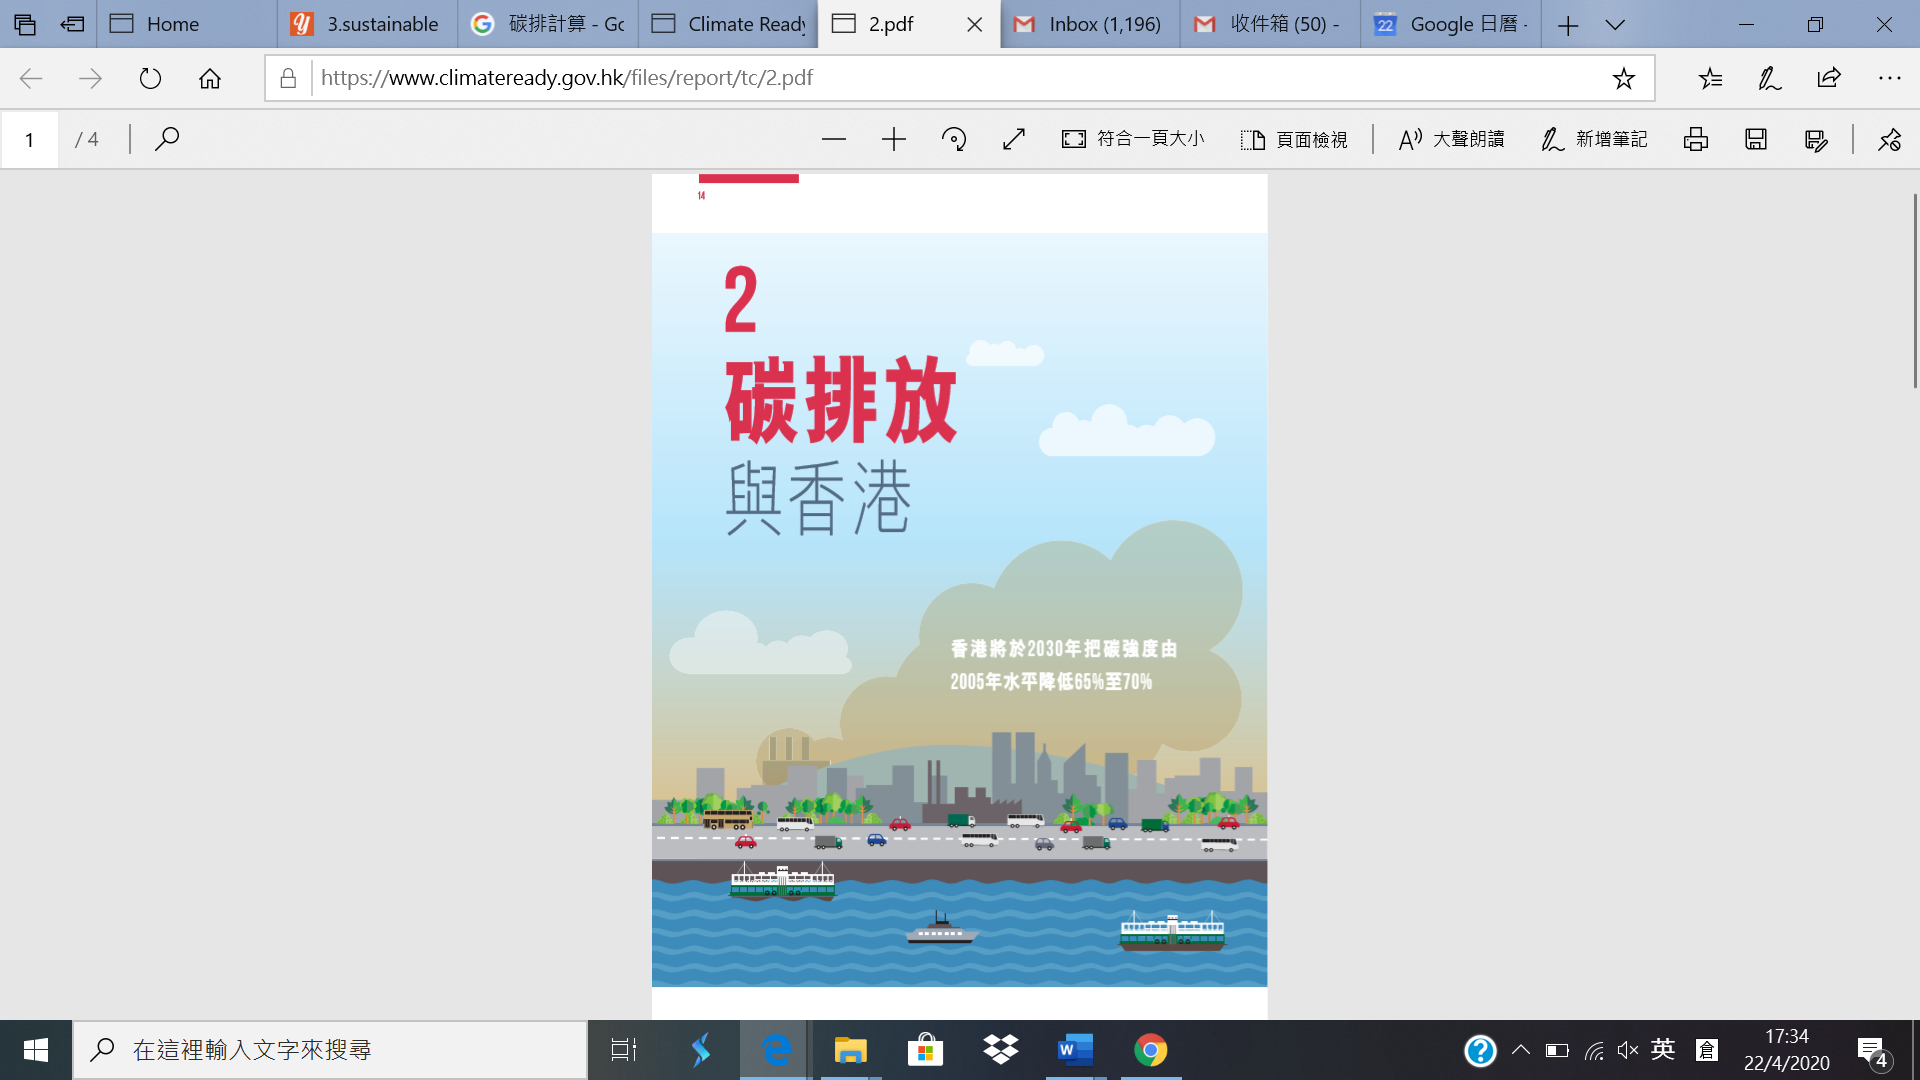 Home
3.sustainable
碳排計算 - Go
Climate Ready
2.pdf
Inbox (1,196)
收件箱 (50) -
22
Google 日曆 -
https://www.climateready.gov.hk/files/report/tc/2.pdf
1 / 4
符合一頁大小
頁面檢視
大聲朗讀
新增筆記
14
2
碳排放
與香港
香港將於2030年把碳強度由
2005年水平降低65%至70%
在這裡輸入文字來搜尋
英
倉
17:34
22/4/2020
4